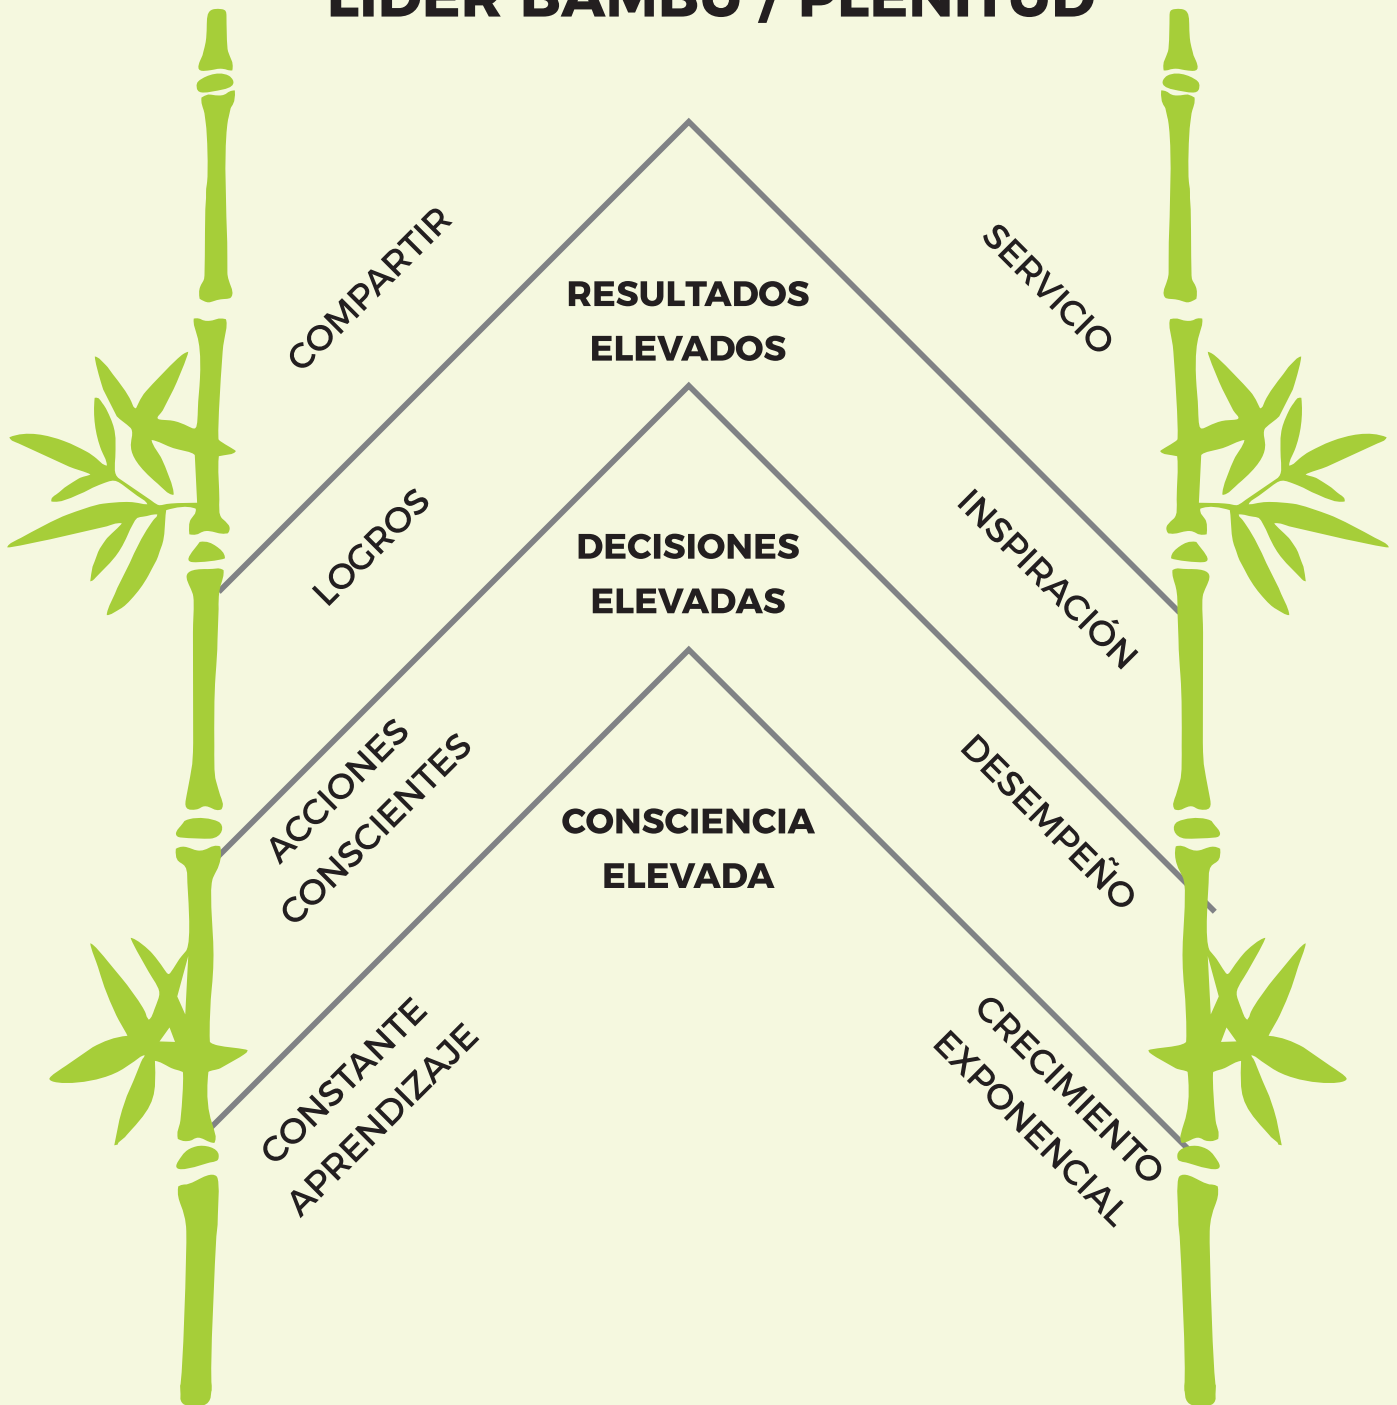 LÍDER BAMBÚ / PLENITUD
COMPARTIR
SERVICIO
RESULTADOS
ELEVADOS
LOGROS
INSPIRACIÓN
DECISIONES
ELEVADAS
ACCIONES
CONSCIENTES
DESEMPEÑO
CONSCIENCIA
ELEVADA
CONSTANTE
APRENDIZAJE
CRECIMIENTO
EXPONENCIAL